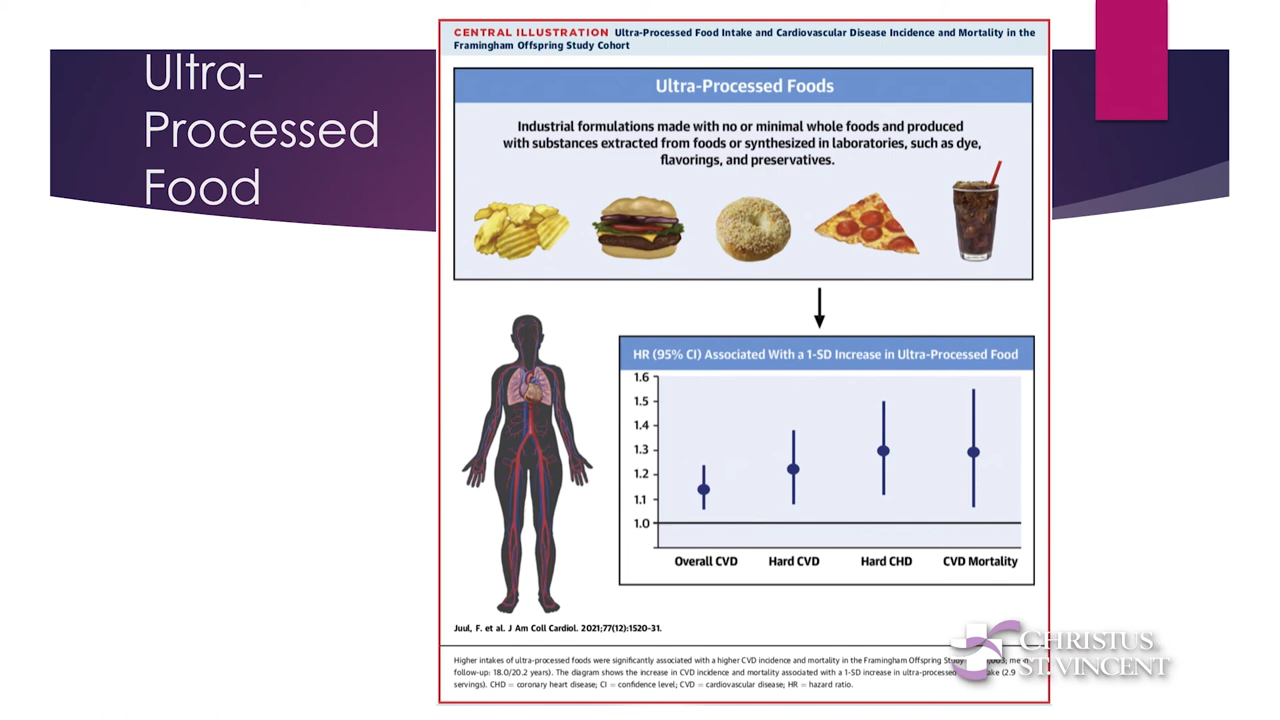 Ultra-
Processed
Food
CENTRAL ILLUSTRATION Ultra-Processed Food Intake and Cardiovascular Disease Incidence and Mortality in the
Framingham Offspring Study Cohort
Ultra-Processed Foods
Industrial formulations made with no or minimal whole foods and produced
with substances extracted from foods or synthesized in laboratories, such as dye,
flavorings, and preservatives.
HR (95% CI) Associated With a 1-SD Increase in Ultra-Processed Food
1.6
1.5
1.4
1.3
1.2
1.1
1.0
Overall CVD Hard CVD Hard CHD CVD Mortality
Juul, F. et al. J Am Coll Cardiol. 2021;77(12):1520-31.
Higher intakes of ultra-processed foods were significantly associated with a higher CVD incidence and mortality in the Framingham Offspring Study
follow-up: 18.0/20.2 years). The diagram shows the increase in CVD incidence and mortality associated with a 1-SD increase in ultra-processed (2.9
servings). CHD = coronary heart disease; CI = confidence level; CVD = cardiovascular disease; HR = hazard ratio.
CHRISTUS
ST. VINCENT